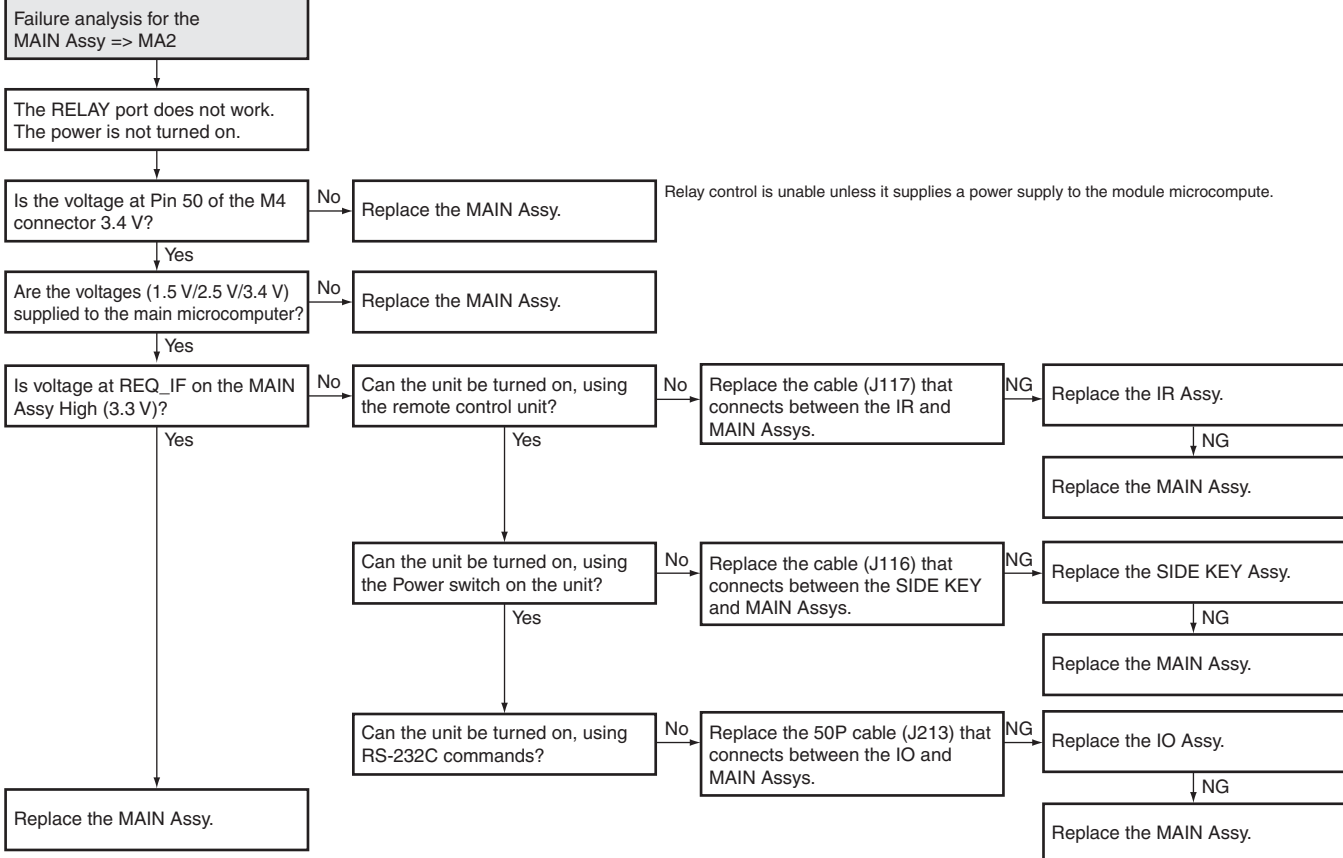 Failure analysis for the
MAIN Assy => MA2
The RELAY port does not work.
The power is not turned on.
Is the voltage at Pin 50 of the M4
connector 3.4 V?
No
Replace the MAIN Assy.
Relay control is unable unless it supplies a power supply to the module microcompute.
Yes
Are the voltages (1.5 V/2.5 V/3.4 V)
supplied to the main microcomputer?
No
Replace the MAIN Assy.
Yes
Is voltage at REQ_IF on the MAIN
Assy High (3.3 V)?
No
Can the unit be turned on, using
the remote control unit?
No
Replace the cable (J117) that
connects between the IR and
MAIN Assys.
NG
Replace the IR Assy.
NG
Replace the MAIN Assy.
Yes
Yes
Can the unit be turned on, using
the Power switch on the unit?
No
Replace the cable (J116) that
connects between the SIDE KEY
and MAIN Assys.
NG
Replace the SIDE KEY Assy.
NG
Replace the MAIN Assy.
Yes
Can the unit be turned on, using
RS-232C commands?
No
Replace the 50P cable (J213) that
connects between the IO and
MAIN Assys.
NG
Replace the IO Assy.
NG
Replace the MAIN Assy.
Replace the MAIN Assy.